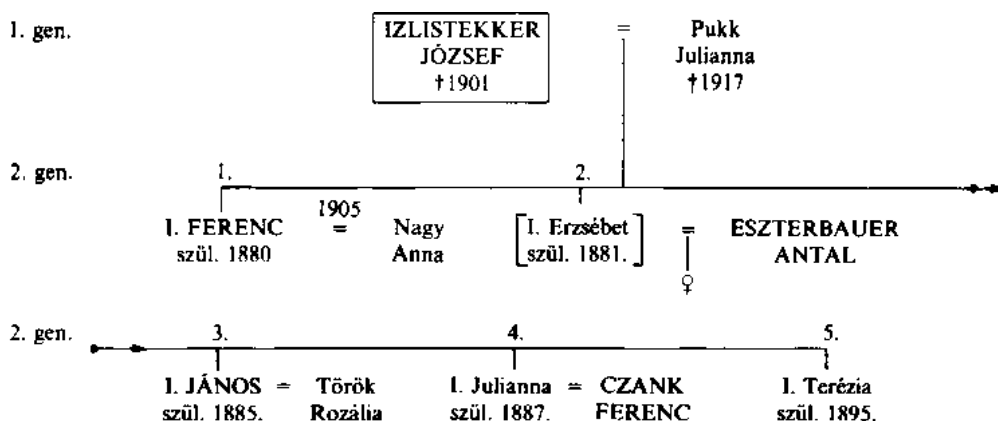 1. gen. IZLISTEKKER = Pukk
JÓZSEF Julianna
†1901 †1917
2. gen. 1. 2.
1905
I. FERENC = Nagy [I. Erzsébet = ESZTERBAUER
szül. 1880 Anna szül. 1881.] ANTAL
♀
2. gen. 3. 4. 5.
I. JÁNOS = Török I. Julianna = CZANK I. Terézia
szül. 1885. Rozália szül. 1887. FERENC szül. 1895.